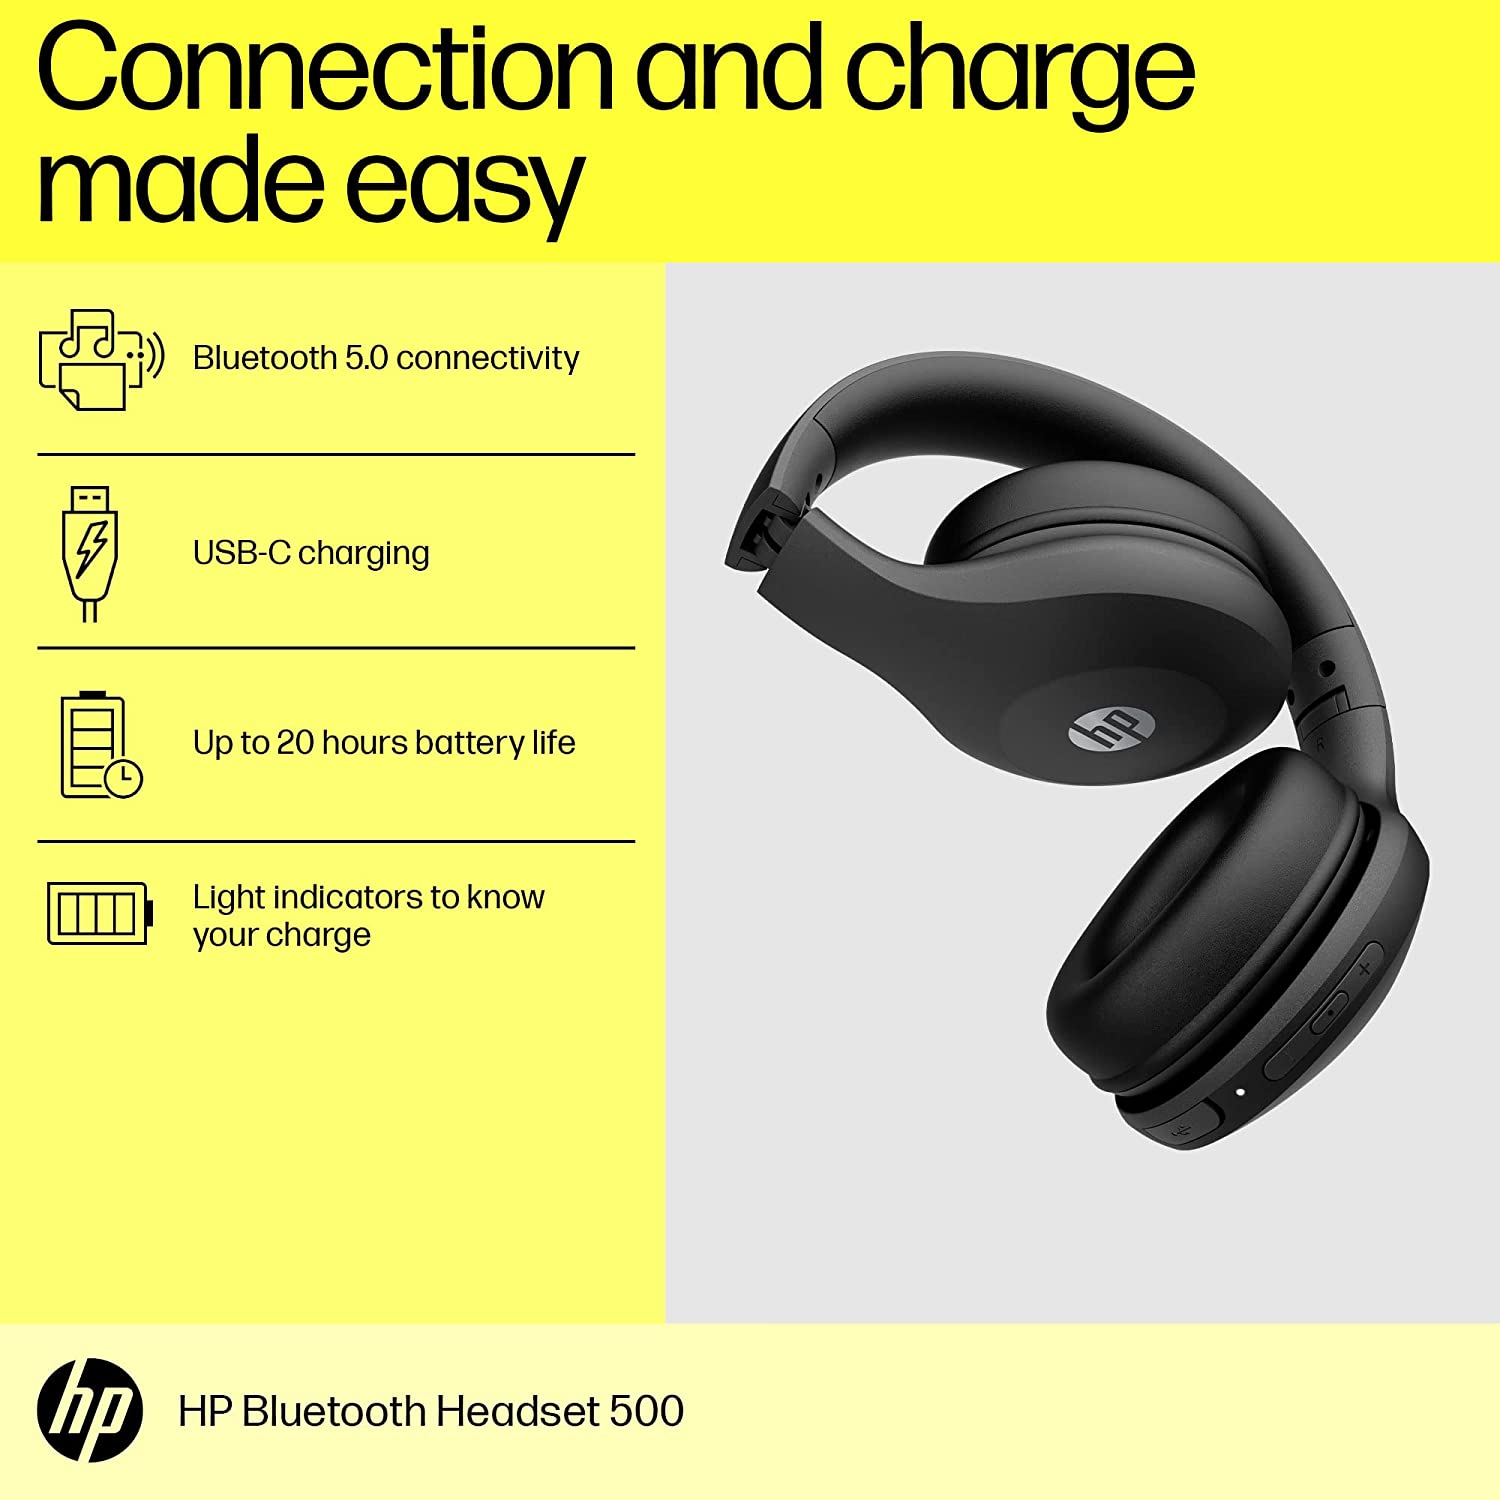 Connection and charge
made easy
Bluetooth 5.0 connectivity
USB-C charging
Up to 20 hours battery life
Light indicators to know
your charge
hp
R
+
hp HP Bluetooth Headset 500